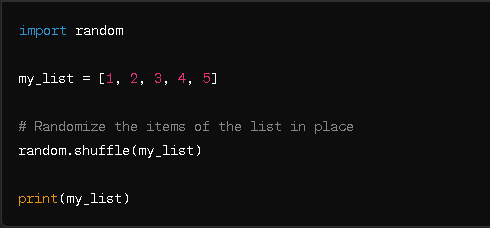 import random
my_list = [1, 2, 3, 4, 5]
# Randomize the items of the list in place
random.shuffle(my_list)
print(my_list)